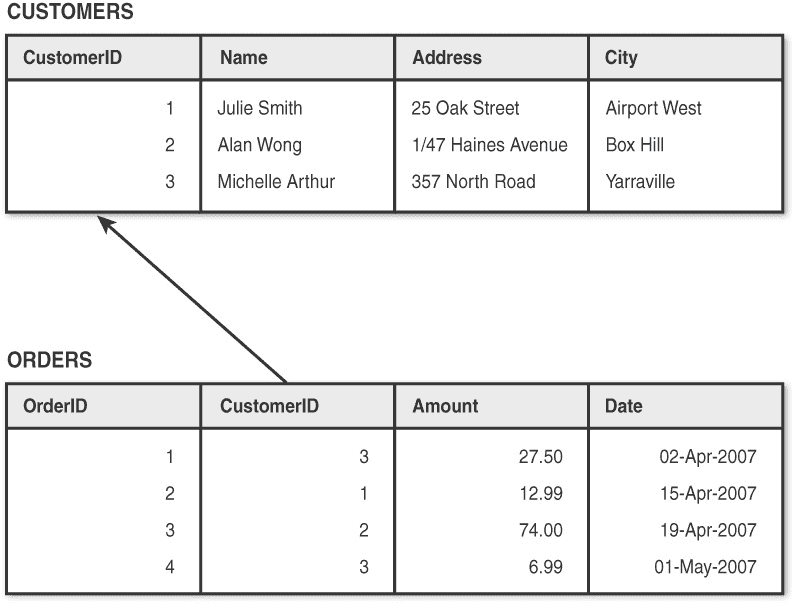 CUSTOMERS
CustomerID Name Address City
1 Julie Smith 25 Oak Street Airport West
2 Alan Wong 1/47 Haines Avenue Box Hill
3 Michelle Arthur 357 North Road Yarraville
ORDERS
OrderID CustomerID Amount Date
1 3 27.50 02-Apr-2007
2 1 12.99 15-Apr-2007
3 2 74.00 19-Apr-2007
4 3 6.99 01-May-2007